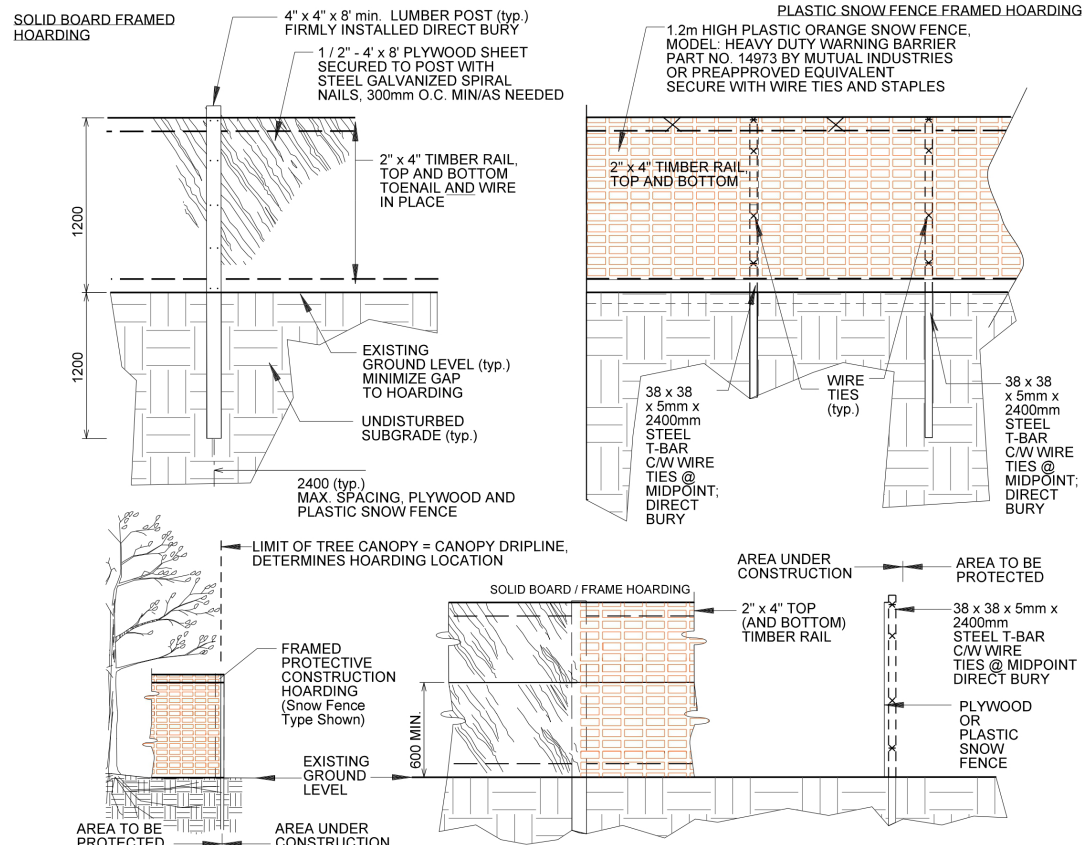 SOLID BOARD FRAMED
HOARDING
4" x 4" x 8' min. LUMBER POST (typ.)
FIRMLY INSTALLED DIRECT BURY
1 / 2" - 4' x 8' PLYWOOD SHEET
SECURED TO POST WITH
STEEL GALVANIZED SPIRAL
NAILS, 300mm O.C. MIN/AS NEEDED
2" x 4" TIMBER RAIL,
TOP AND BOTTOM
TOENAIL AND WIRE
IN PLACE
1200
1200
EXISTING
GROUND LEVEL (typ.)
MINIMIZE GAP
TO HOARDING
UNDISTURBED
SUBGRADE (typ.)
2400 (typ.)
MAX. SPACING, PLYWOOD AND
PLASTIC SNOW FENCE
PLASTIC SNOW FENCE FRAMED HOARDING
1.2m HIGH PLASTIC ORANGE SNOW FENCE,
MODEL: HEAVY DUTY WARNING BARRIER
PART NO. 14973 BY MUTUAL INDUSTRIES
OR PREAPPROVED EQUIVALENT
SECURE WITH WIRE TIES AND STAPLES
2" x 4" TIMBER RAIL,
TOP AND BOTTOM
38 x 38
x 5mm x
2400mm
STEEL
T-BAR
C/W WIRE
TIES @
MIDPOINT;
DIRECT
BURY
WIRE
TIES
(typ.)
38 x 38
x 5mm x
2400mm
STEEL
T-BAR
C/W WIRE
TIES @
MIDPOINT;
DIRECT
BURY
LIMIT OF TREE CANOPY = CANOPY DRIPLINE,
DETERMINES HOARDING LOCATION
FRAMED
PROTECTIVE
CONSTRUCTION
HOARDING
(Snow Fence
Type Shown)
EXISTING
GROUND
LEVEL
AREA TO BE
PROTECTED
AREA UNDER
CONSTRUCTION
SOLID BOARD / FRAME HOARDING
2" x 4" TOP
(AND BOTTOM)
TIMBER RAIL
600 MIN.
AREA UNDER
CONSTRUCTION
AREA TO BE
PROTECTED
38 x 38 x 5mm x
2400mm
STEEL T-BAR
C/W WIRE
TIES @ MIDPOINT
DIRECT BURY
PLYWOOD
OR
PLASTIC
SNOW
FENCE